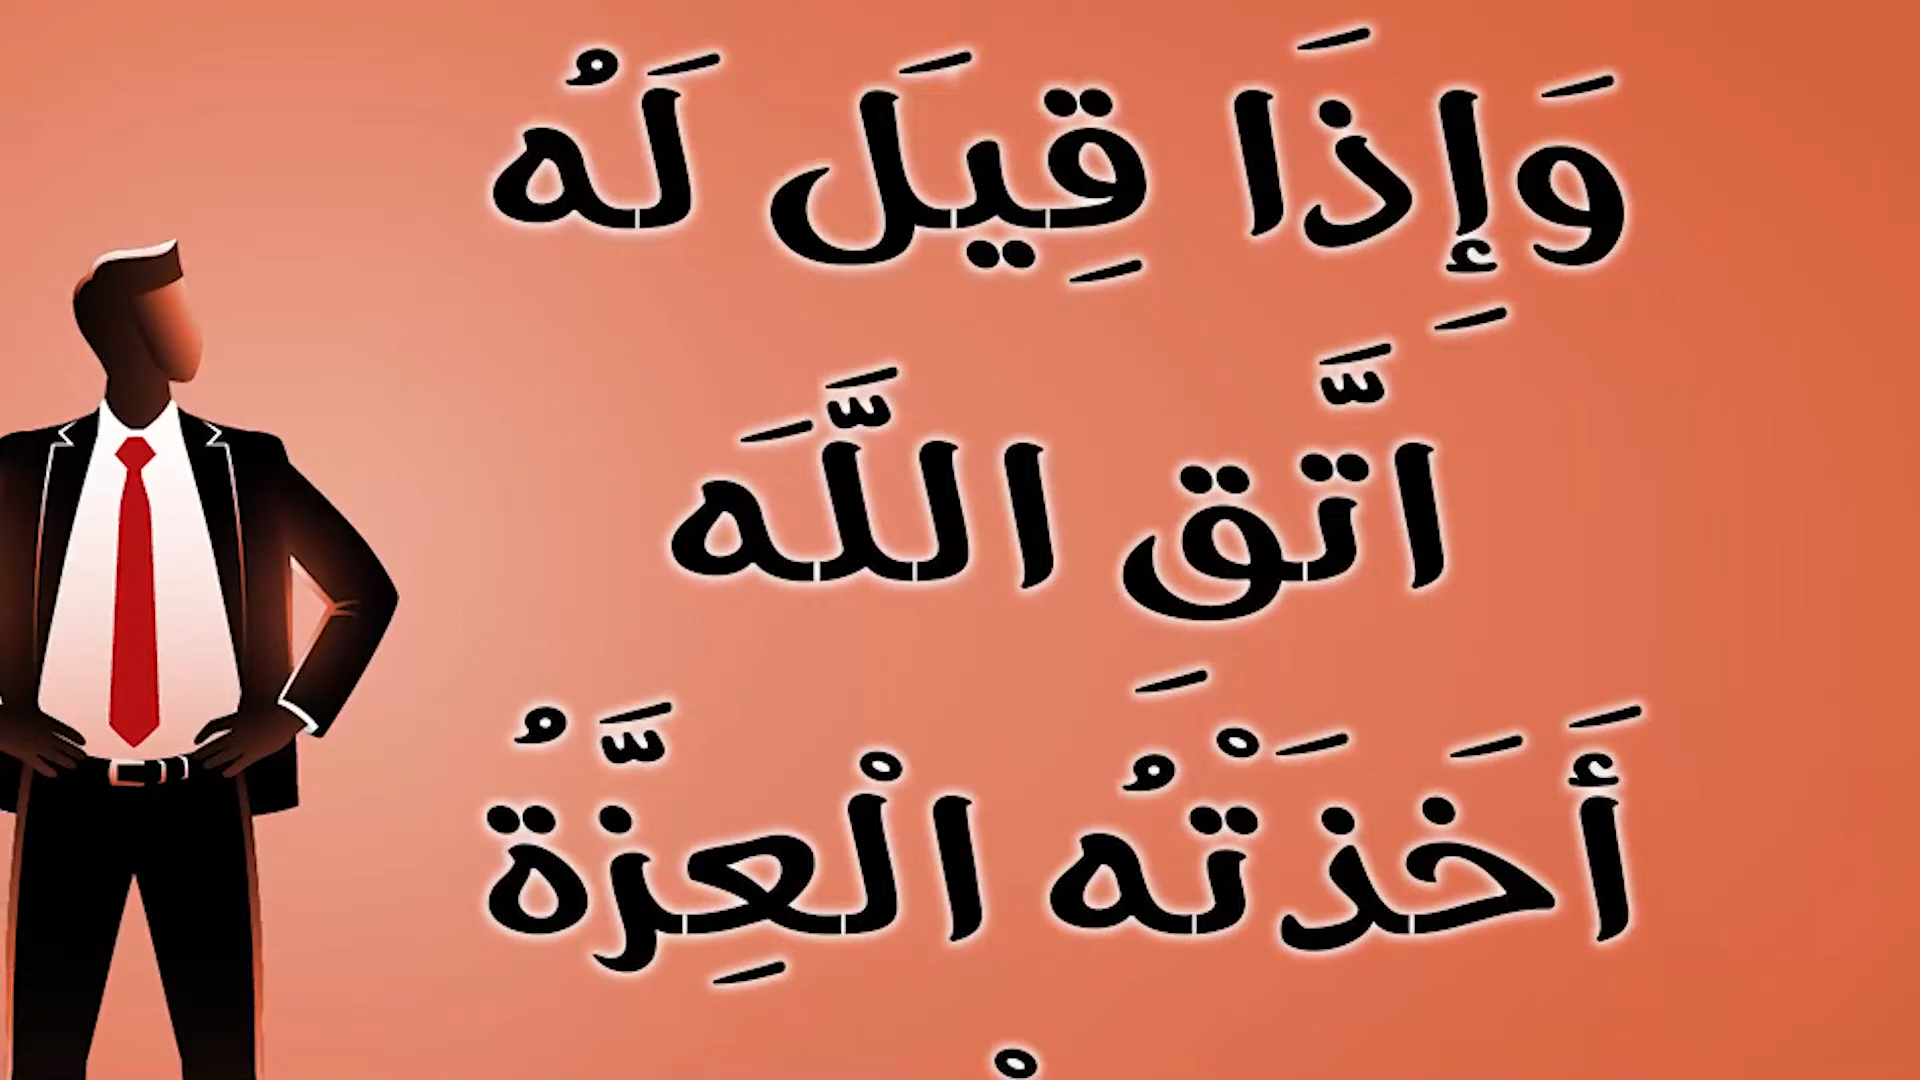 وَإِذَا قِيلَ لَهُ
اتَّقِ اللَّهَ
أَخَذَتْهُ الْعِزَّةُ